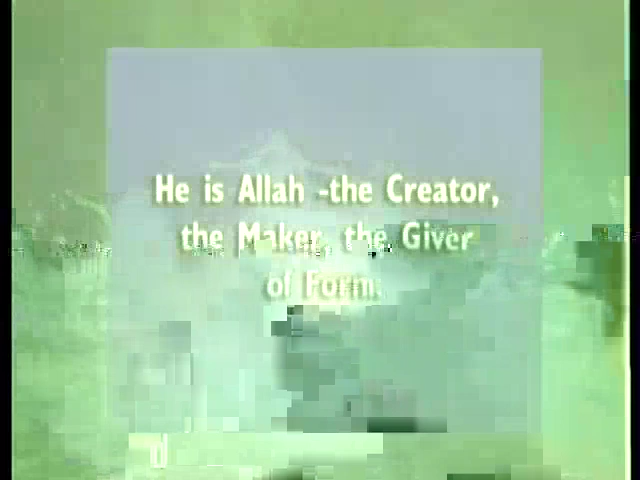 He is Allah -the Creator,
the Maker, the Giver
of Form.